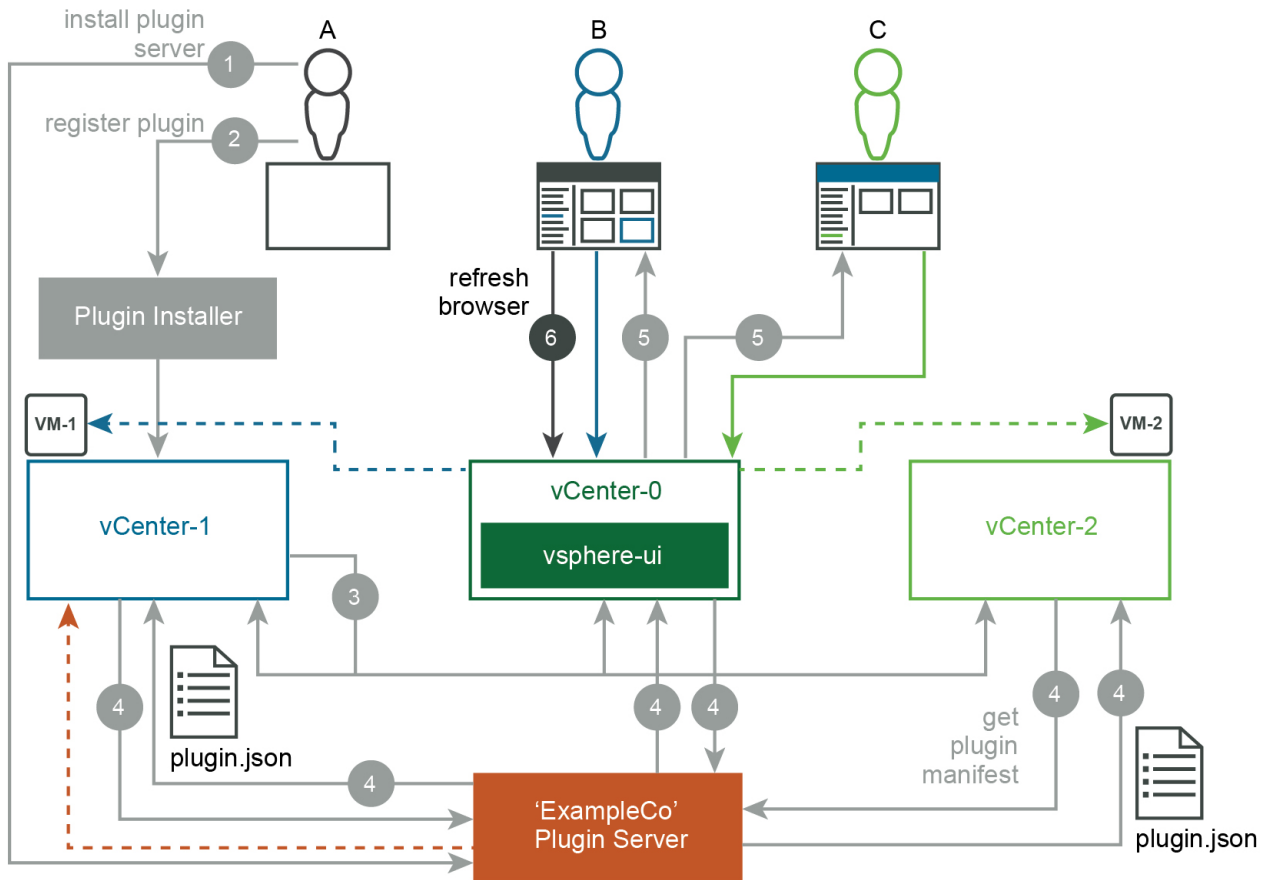 install plugin
server
1
A
B
C
register plugin
2
Plugin Installer
refresh
browser
6
5
5
VM-1
VM-2
vCenter-1
vCenter-0
vsphere-ui
vCenter-2
3
4
plugin.json
4
4
4
get
plugin
manifest
4
4
plugin.json
'ExampleCo'
Plugin Server